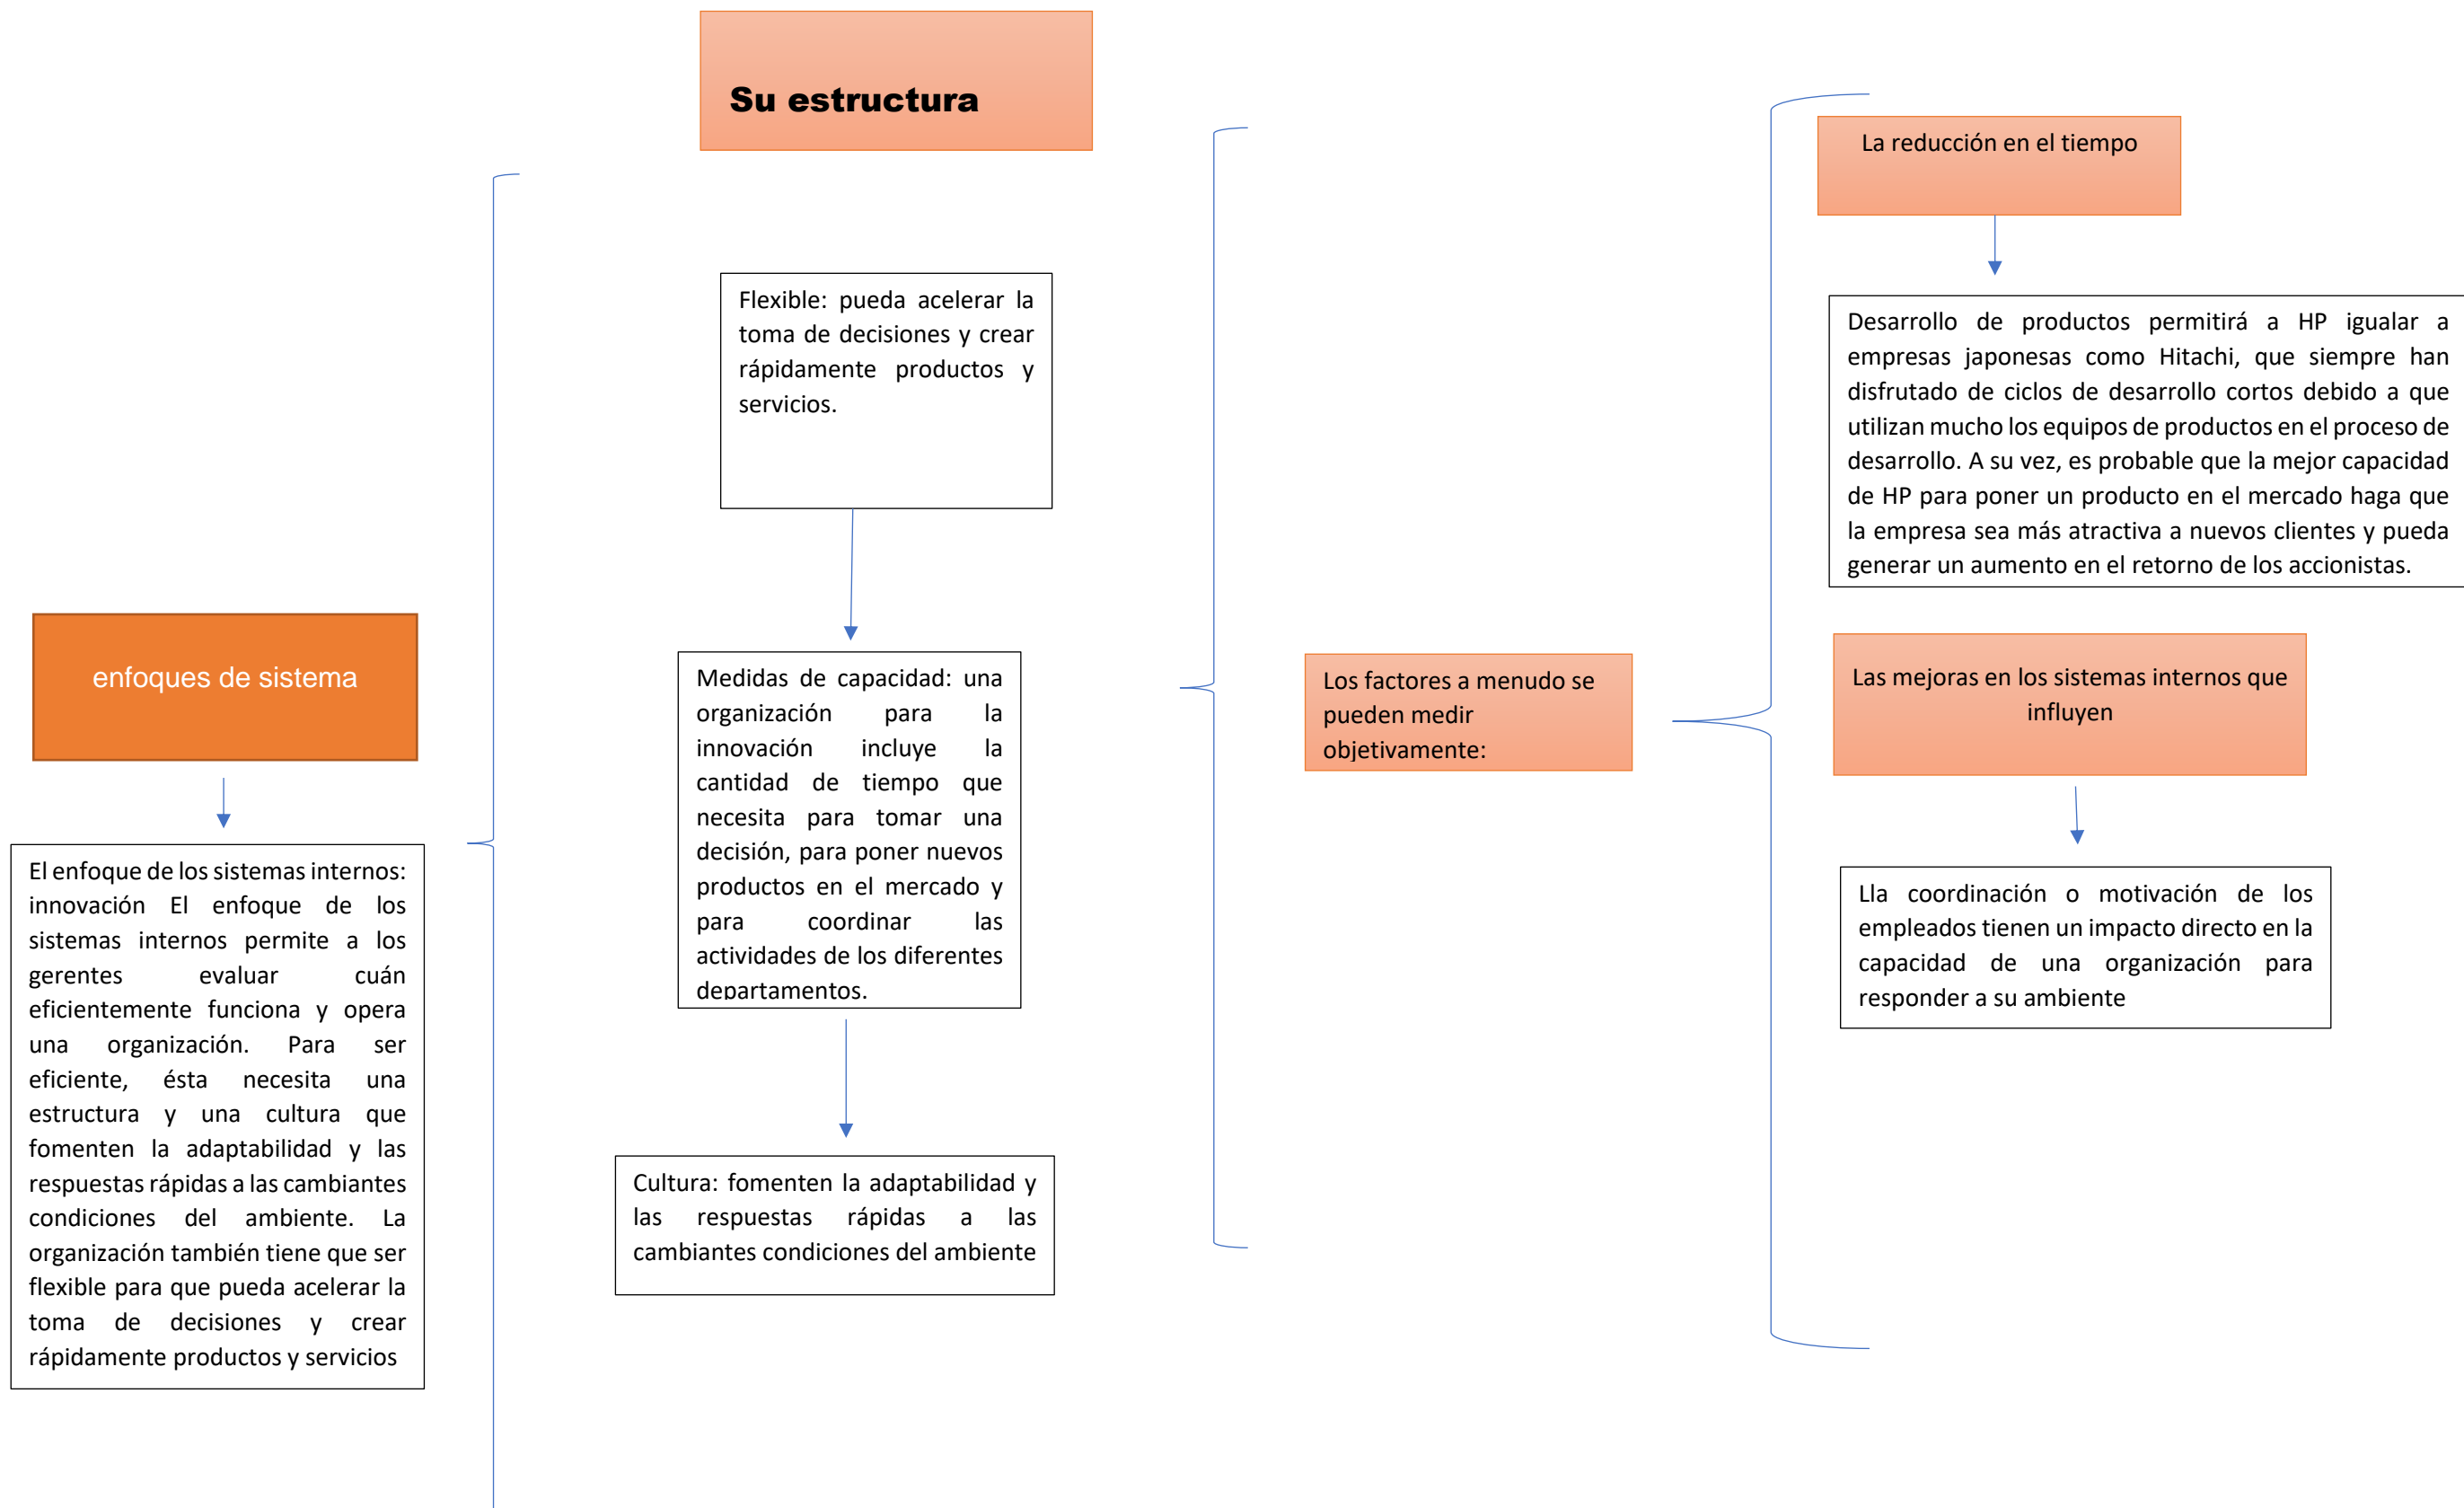 Su estructura
enfoques de sistema
El enfoque de los sistemas internos:
innovación El enfoque de los
sistemas internos permite a los
gerentes evaluar cuán
eficientemente funciona y opera
una organización. Para ser
eficiente, ésta necesita una
estructura y una cultura que
fomenten la adaptabilidad y las
respuestas rápidas a las cambiantes
condiciones del ambiente. La
organización también tiene que ser
flexible para que pueda acelerar la
toma de decisiones y crear
rápidamente productos y servicios
Flexible: pueda acelerar la
toma de decisiones y crear
rápidamente productos y
servicios.
Medidas de capacidad: una
organización para la
innovación incluye la
cantidad de tiempo que
necesita para tomar una
decisión, para poner nuevos
productos en el mercado y
para coordinar las
actividades de los diferentes
departamentos.
Cultura: fomenten la adaptabilidad y
las respuestas rápidas a las
cambiantes condiciones del ambiente
Los factores a menudo se
pueden medir
objetivamente:
La reducción en el tiempo
Desarrollo de productos permitirá a HP igualar a
empresas japonesas como Hitachi, que siempre han
disfrutado de ciclos de desarrollo cortos debido a que
utilizan mucho los equipos de productos en el proceso de
desarrollo. A su vez, es probable que la mejor capacidad
de HP para poner un producto en el mercado haga que
la empresa sea más atractiva a nuevos clientes y pueda
generar un aumento en el retorno de los accionistas.
Las mejoras en los sistemas internos que
influyen
Lla coordinación o motivación de los
empleados tienen un impacto directo en la
capacidad de una organización para
responder a su ambiente